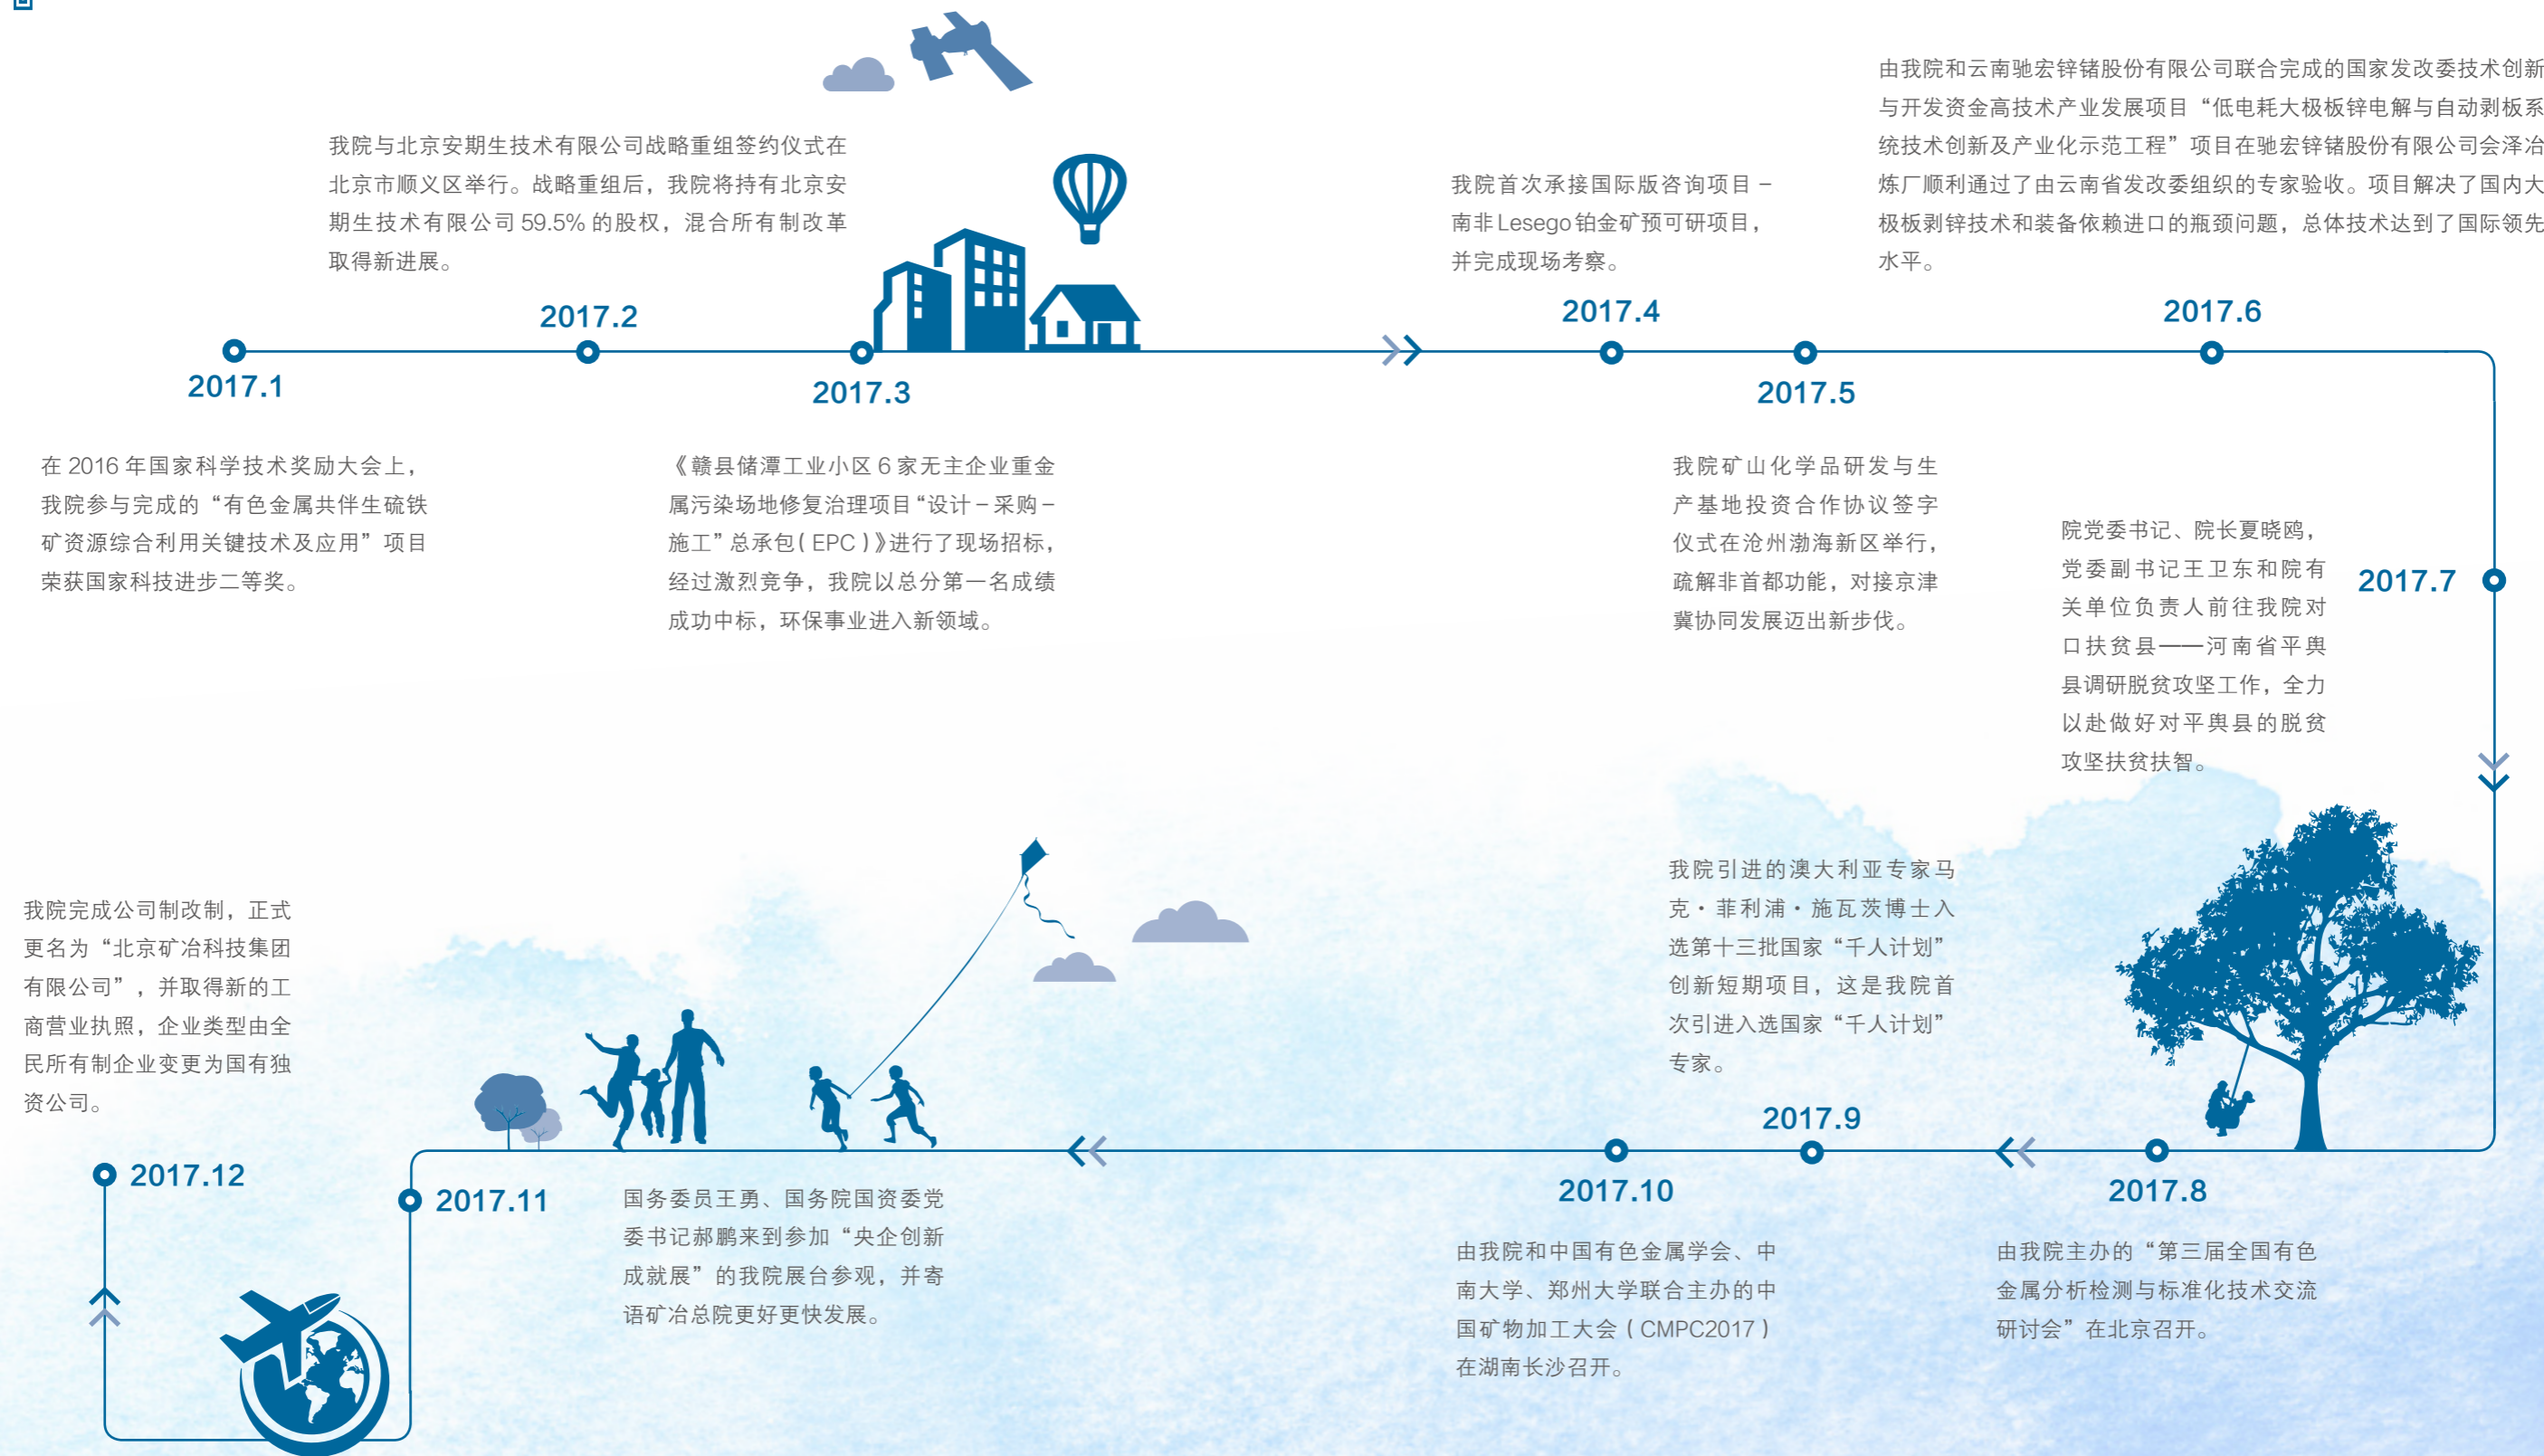 2017.1
在 2016 年国家科学技术奖励大会上，
我院参与完成的“有色金属共伴生硫铁
矿资源综合利用关键技术及应用”项目
荣获国家科技进步二等奖。
我院与北京安期生技术有限公司战略重组签约仪式在
北京市顺义区举行。战略重组后，我院将持有北京安
期生技术有限公司 59.5% 的股权，混合所有制改革
取得新进展。
2017.2
2017.3
《赣县储潭工业小区 6 家无主企业重金
属污染场地修复治理项目“设计－采购－
施工”总承包（EPC）》进行了现场招标，
经过激烈竞争，我院以总分第一名成绩
成功中标，环保事业进入新领域。
我院首次承接国际版咨询项目－
南非 Lesego 铂金矿预可研项目，
并完成现场考察。
2017.4
2017.5
我院矿山化学品研发与生
产基地投资合作协议签字
仪式在沧州渤海新区举行，
疏解非首都功能，对接京津
冀协同发展迈出新步伐。
由我院和云南驰宏锌锗股份有限公司联合完成的国家发改委技术创新
与开发资金高技术产业发展项目“低电耗大极板锌电解与自动剥板系
统技术创新及产业化示范工程”项目在驰宏锌锗股份有限公司会泽冶
炼厂顺利通过了由云南省发改委组织的专家验收。项目解决了国内大
极板剥锌技术和装备依赖进口的瓶颈问题，总体技术达到了国际领先
水平。
2017.6
院党委书记、院长夏晓鸥，
党委副书记王卫东和院有
关单位负责人前往我院对
口扶贫县——河南省平舆
县调研脱贫攻坚工作，全力
以赴做好对平舆县的脱贫
攻坚扶贫扶智。
2017.7
2017.8
由我院主办的“第三届全国有色
金属分析检测与标准化技术交流
研讨会”在北京召开。
我院引进的澳大利亚专家马
克·菲利浦·施瓦茨博士入
选第十三批国家“千人计划”
创新短期项目，这是我院首
次引进入选国家“千人计划”
专家。
2017.9
2017.10
由我院和中国有色金属学会、中
南大学、郑州大学联合主办的中
国矿物加工大会（CMPC2017）
在湖南长沙召开。
2017.11
国务委员王勇、国务院国资委党
委书记郝鹏来到参加“央企创新
成就展”的我院展台参观，并寄
语矿冶总院更好更快发展。
我院完成公司制改制，正式
更名为“北京矿冶科技集团
有限公司”，并取得新的工
商营业执照，企业类型由全
民所有制企业变更为国有独
资公司。
2017.12